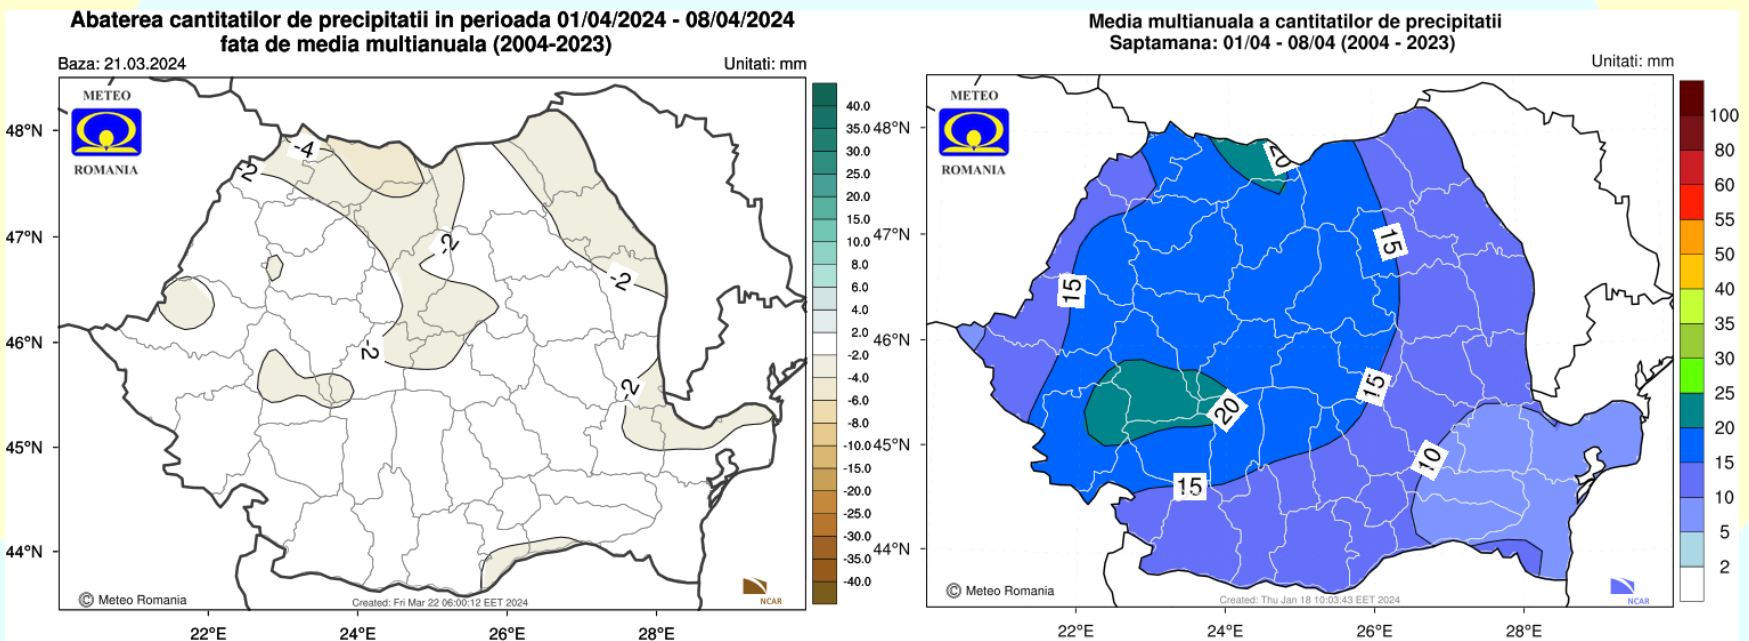 Abaterea cantitatilor de precipitatii in perioada 01/04/2024 - 08/04/2024
fata de media multianuala (2004-2023)
Baza: 21.03.2024
Unitati: mm
METEO
ROMANIA
48°N
47°N
46°N
45°N
44°N
22°E
24°E
26°E
28°E
-4
-2
-2
-2
-2
-2
40.0
35.0
30.0
25.0
20.0
15.0
10.0
8.0
6.0
4.0
2.0
-2.0
-4.0
-6.0
-8.0
-10.0
-15.0
-20.0
-25.0
-30.0
-35.0
-40.0
© Meteo Romania
Created: Fri Mar 22 06:00:12 EET 2024
NCAR
Media multianuala a cantitatilor de precipitatii
Saptamana: 01/04 - 08/04 (2004 - 2023)
Unitati: mm
METEO
ROMANIA
48°N
47°N
46°N
45°N
44°N
22°E
24°E
26°E
28°E
20
15
15
15
20
10
15
100
80
60
55
50
40
35
30
25
20
15
10
5
2
© Meteo Romania
Created: Thu Jan 18 10:03:43 EET 2024
NCAR